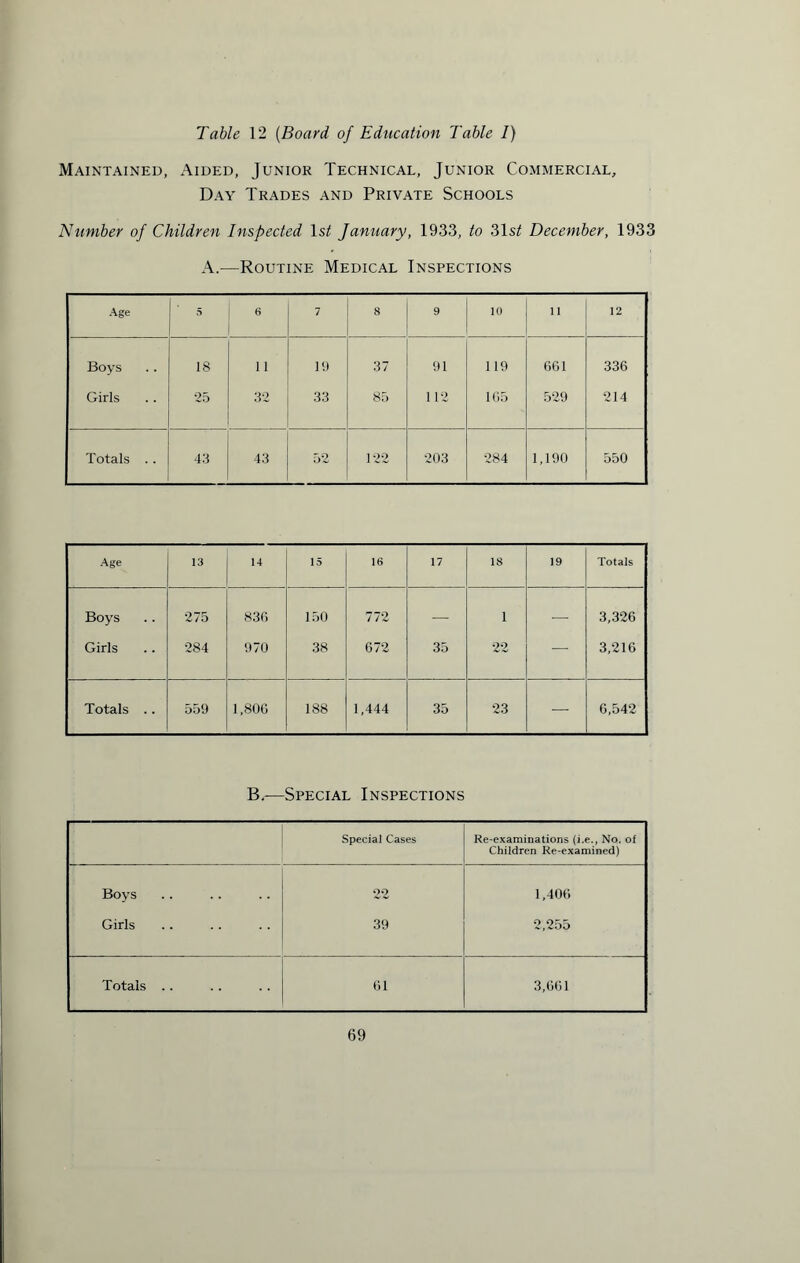 Table 12 (Board of Education Table I)
Maintained, Aided, Junior Technical, Junior Commercial,
Day Trades and Private Schools
Number of Children Inspected 1st January, 1933, to 31st December, 1933
A.—Routine Medical Inspections
Age 5 6 7 8 9 10 11 12
Boys .. 18 11 19 37 91 119 661 336
Girls .. 25 32 33 85 112 165 529 214
Totals .. 43 43 52 122 203 284 1,190 550
Age 13 14 15 16 17 18 19 Totals
Boys .. 275 836 150 772 — 1 — 3,326
Girls .. 284 970 38 672 35 22 — 3,216
Totals .. 559 1,806 188 1,444 35 23 — 6,542
B.—Special Inspections
Special Cases Re-examinations (i.e., No. of
Children Re-examined)
Boys .. .. .. 22 1,406
Girls .. .. .. 39 2,255
Totals .. .. .. 61 3,661
69